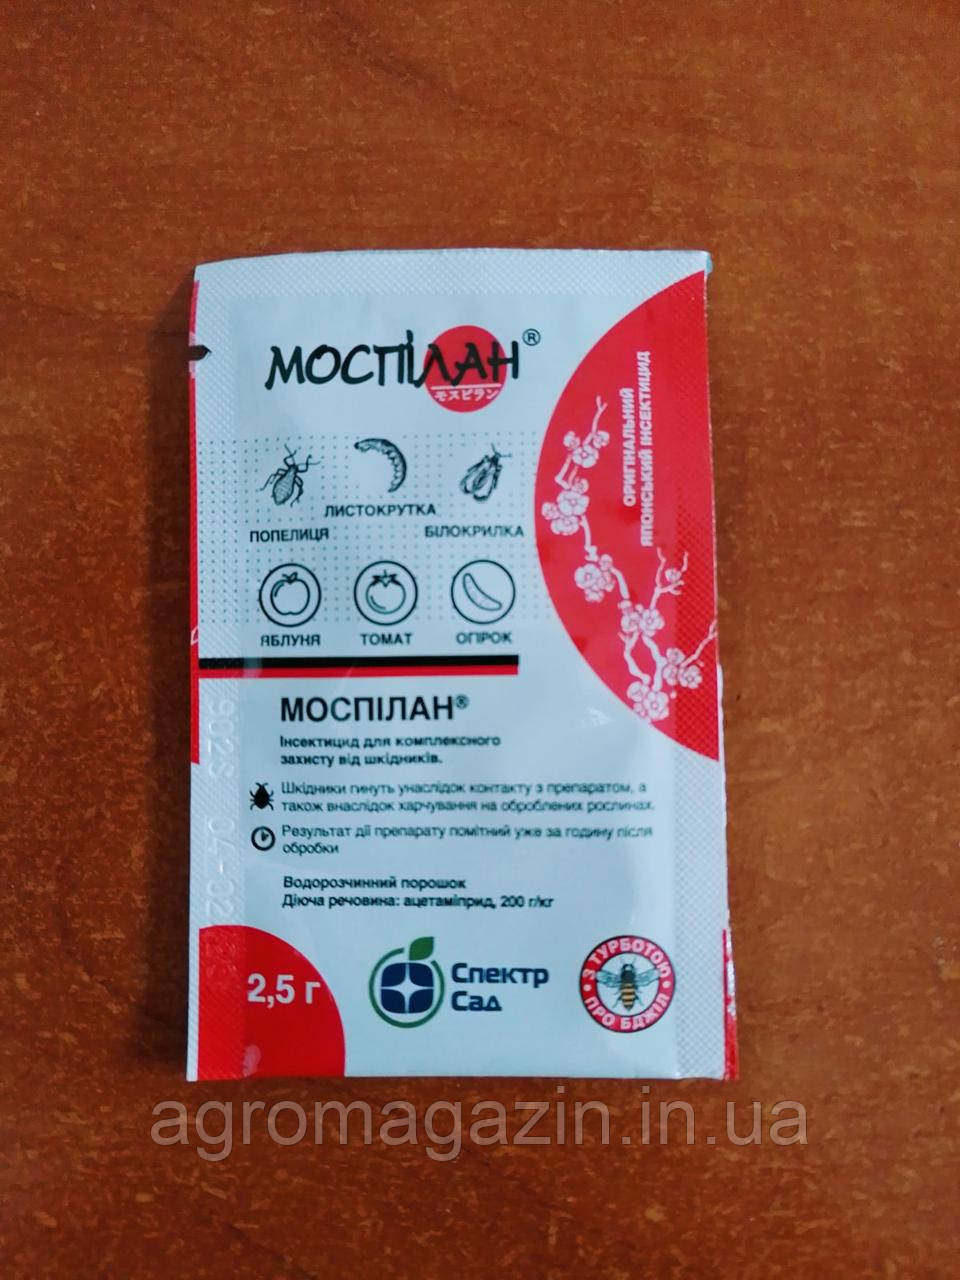 МОСПІЛАН®
モスピラン
ОРИГІНАЛЬНИЙ
ЯПОНСЬКИЙ ІНСЕКТИЦИД
ПОПЕЛИЦЯ
ЛИСТОКРУТКА
БІЛОКРИЛКА
ЯБЛУНЯ
ТОМАТ
ОГІРОК
МОСПІЛАН®
Інсектицид для комплексного
захисту від шкідників.
Шкідники гинуть унаслідок контакту з препаратом, а
також внаслідок харчування на оброблених рослинах.
Результат дії препарату помітний уже за годину після
обробки
Водорозчинний порошок
Діюча речовина: ацетаміприд, 200 г/кг
2,5 г
Спектр
Сад
З ТУРБОТОЮ
ПРО БДЖІЛ
agromagazin.in.ua